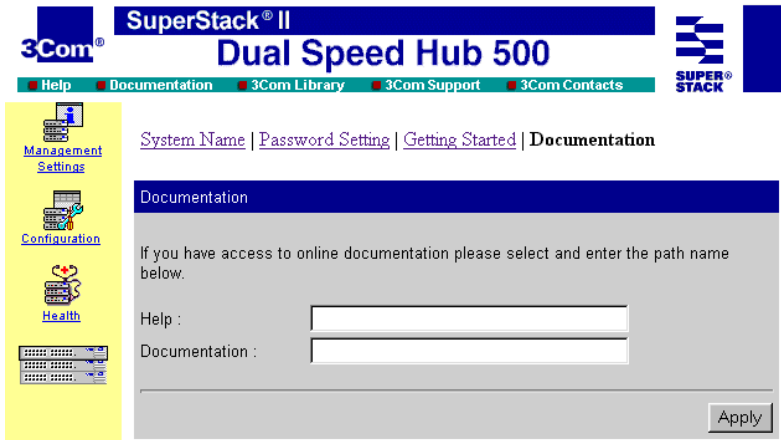 SuperStack® II
3Com®
Dual Speed Hub 500
SUPER®
STACK
Help Documentation 3Com Library 3Com Support 3Com Contacts
Management
Settings
Configuration
Health
System Name | Password Setting | Getting Started | Documentation
Documentation
If you have access to online documentation please select and enter the path name
below.
Help :
Documentation :
Apply